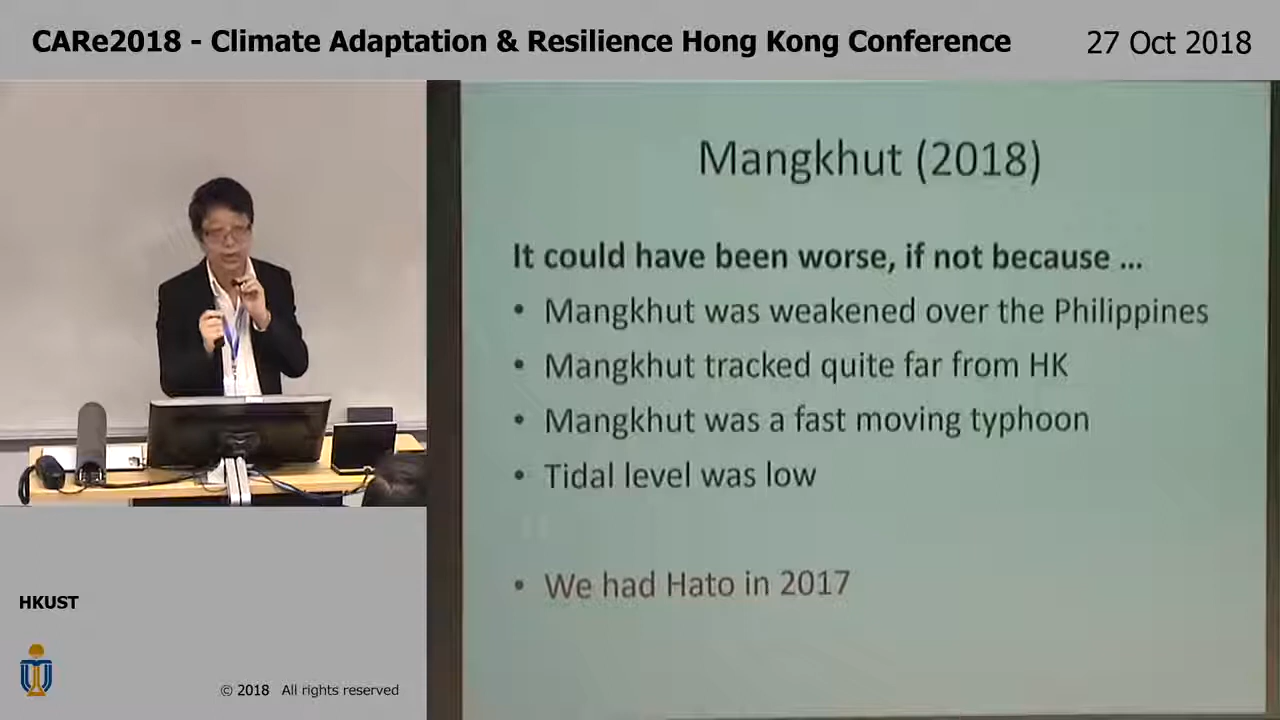 CARe2018 - Climate Adaptation & Resilience Hong Kong Conference
27 Oct 2018
Mangkhut (2018)
It could have been worse, if not because ...
• Mangkhut was weakened over the Philippines
• Mangkhut tracked quite far from HK
• Mangkhut was a fast moving typhoon
• Tidal level was low
• We had Hato in 2017
HKUST
© 2018 All rights reserved